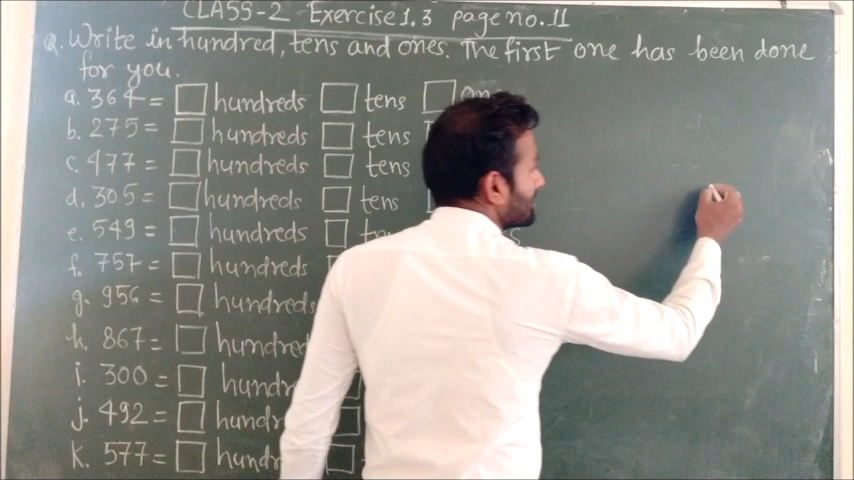 CLASS-2 Exercise 1.3 page no. 11
Q. Write in hundred, tens and ones. The first one has been done
for you.
a. 364 = hundreds tens
b. 275 = hundreds tens
c. 477 = hundreds tens
d. 305 = hundreds tens
e. 549 = hundreds
f. 757 = hundreds
g. 956 = hundreds
h. 867 =
i. 300 =
j. 492 =
k. 577 =